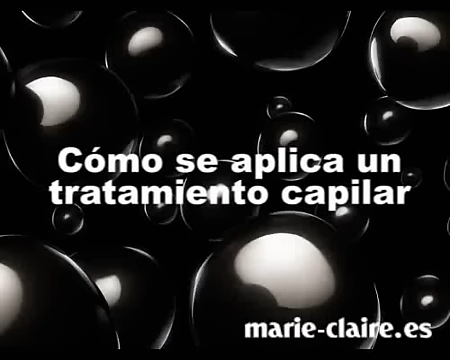 Cómo se aplica un
tratamiento capilar
marie-claire.es